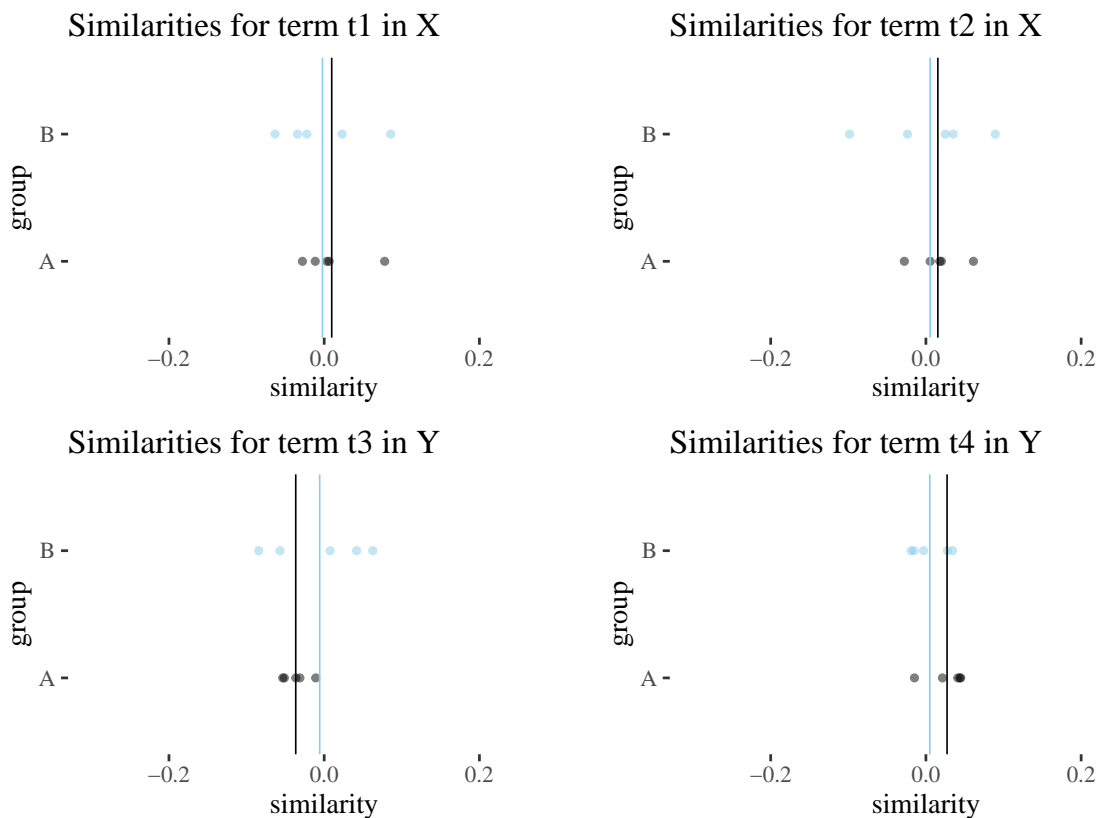 Similarities for term t1 in X
group
B
A
−0.2 0.0 0.2
similarity
Similarities for term t2 in X
group
B
A
−0.2 0.0 0.2
similarity
Similarities for term t3 in Y
group
B
A
−0.2 0.0 0.2
similarity
Similarities for term t4 in Y
group
B
A
−0.2 0.0 0.2
similarity